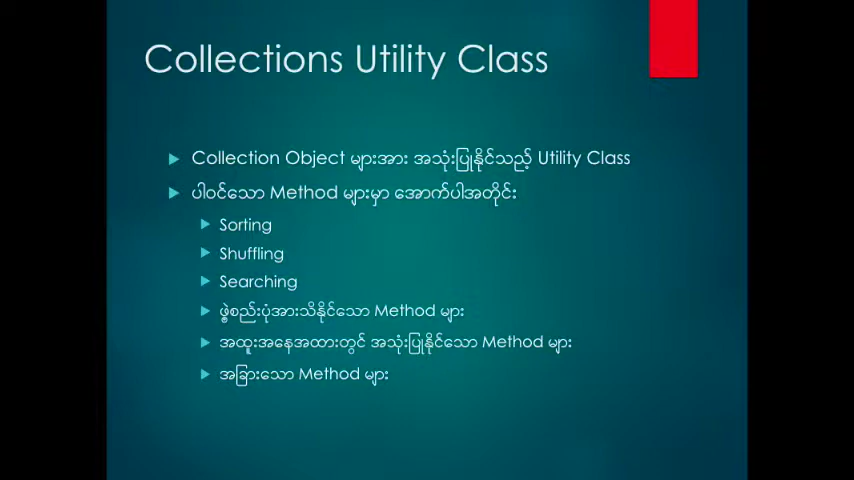 Collections Utility Class
Collection Object များအား အသုံးပြုနိုင်သည့် Utility Class
ပါဝင်သော Method များမှာ အောက်ပါအတိုင်း
Sorting
Shuffling
Searching
ဖွဲ့စည်းပုံအားသိနိုင်သော Method များ
အထူးအနေအထားတွင် အသုံးပြုနိုင်သော Method များ
အခြားသော Method များ